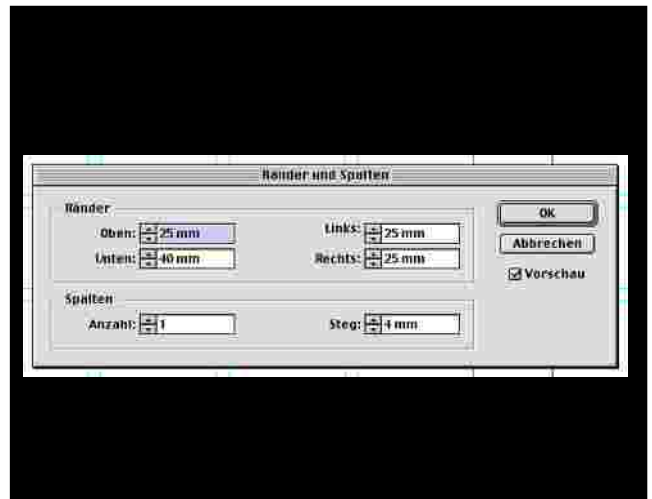 Ränder und Spalten
Ränder
Oben: 25 mm
Links: 25 mm
Unten: 40 mm
Rechts: 25 mm
Spalten
Anzahl: 1
Steg: 4 mm
OK
Abbrechen
Vorschau